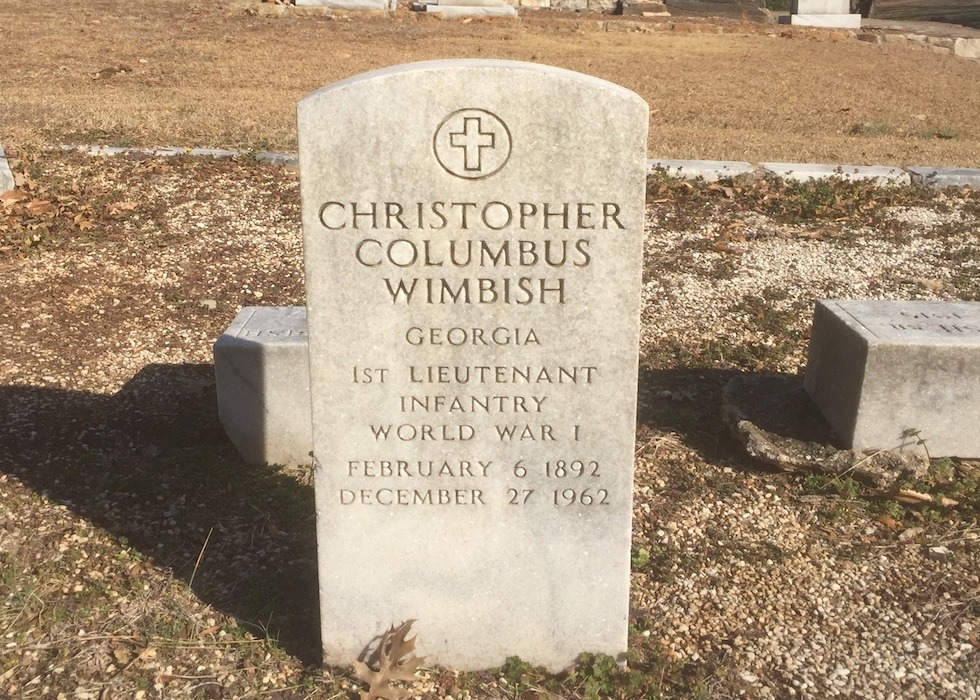 CHRISTOPHER
COLUMBUS
WIMBISH
GEORGIA
1ST LIEUTENANT
INFANTRY
WORLD WAR I
FEBRUARY 6 1892
DECEMBER 27 1962